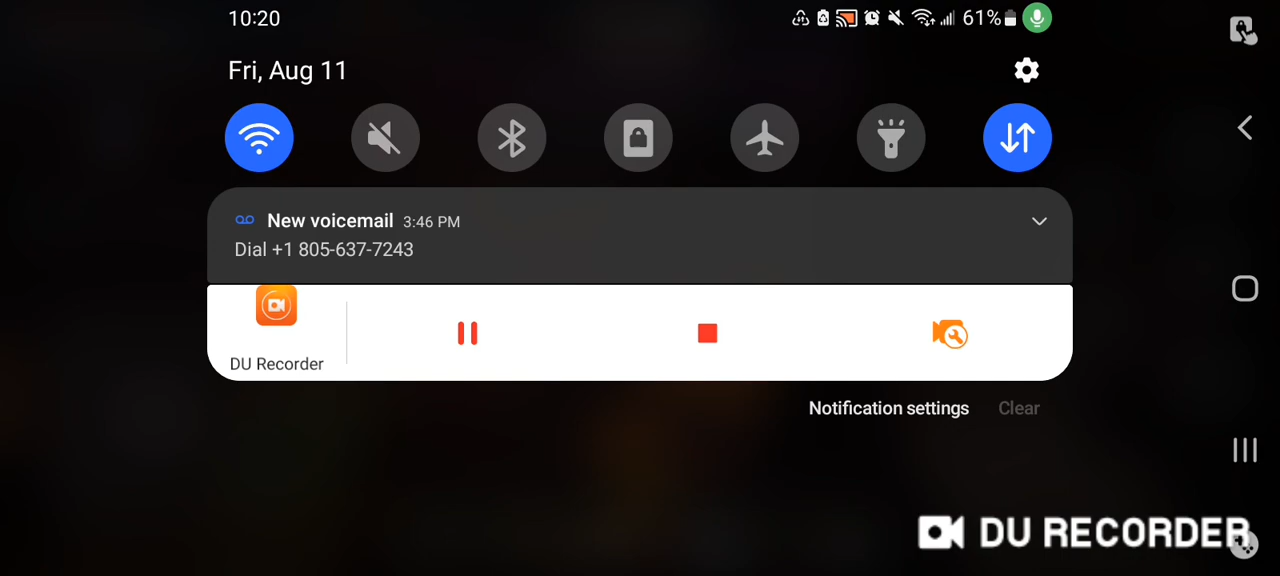 10:20
61%
Fri, Aug 11
New voicemail 3:46 PM
Dial +1 805-637-7243
DU Recorder
Notification settings
Clear
DU RECORDER